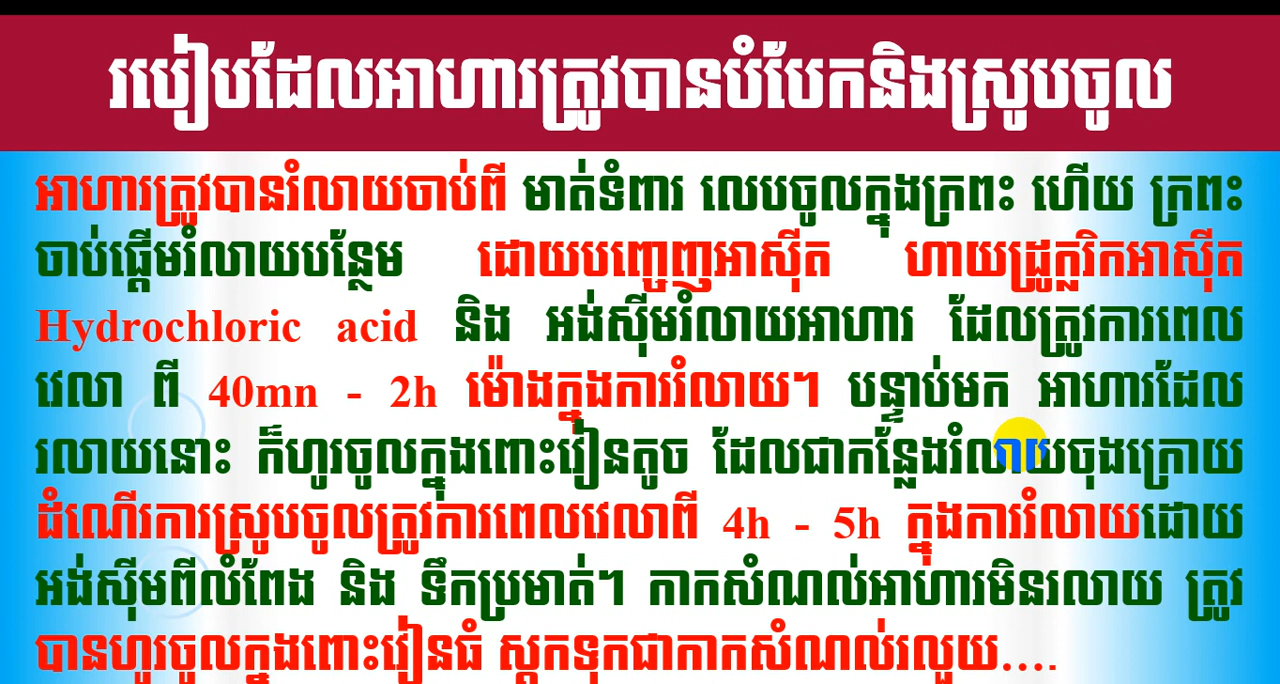 របៀបដែលអាហារត្រូវបានបំបែកនិងស្រូបចូល
អាហារត្រូវបានរំលាយចាប់ពី មាត់ទំពារ លេបចូលក្នុងក្រពះ ហើយ ក្រពះ
ចាប់ផ្ដើមរំលាយបន្ថែម ដោយបញ្ចេញអាស៊ីត ហាយដ្រូក្លរិកអាស៊ីត
Hydrochloric acid និង អង់ស៊ីមរំលាយអាហារ ដែលត្រូវការពេល
វេលា ពី 40mn - 2h ម៉ោងក្នុងការរំលាយ។ បន្ទាប់មក អាហារដែល
រលាយនោះ ក៏ហូរចូលក្នុងពោះវៀនតូច ដែលជាកន្លែងរំលាយចុងក្រោយ
ដំណើរការស្រូបចូលត្រូវការពេលវេលាពី 4h - 5h ក្នុងការរំលាយដោយ
អង់ស៊ីមពីលំពែង និង ទឹកប្រមាត់។ កាកសំណល់អាហារមិនរលាយ ត្រូវ
បានហូរចូលក្នុងពោះវៀនធំ ស្តុកទុកជាកាកសំណល់រលួយ....